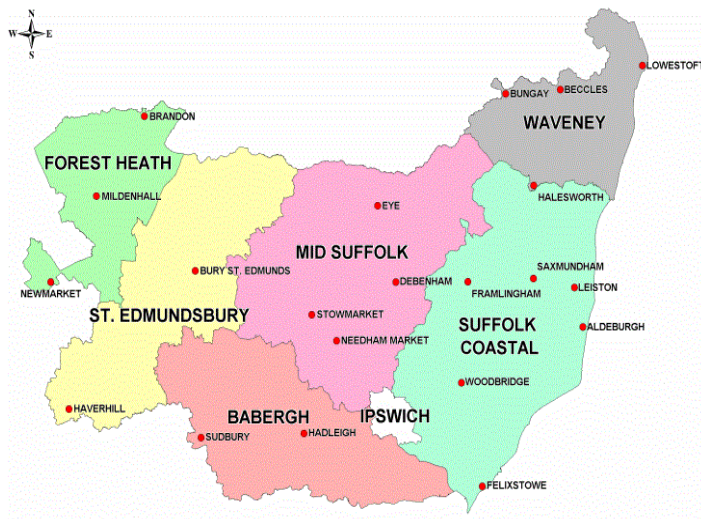 N
W E
S
LOWESTOFT
BUNGAY
BECCLES
WAVENEY
BRANDON
FOREST HEATH
MILDENHALL
HALESWORTH
EYE
MID SUFFOLK
BURY ST. EDMUNDS
DEBENHAM
SAXMUNDHAM
FRAMLINGHAM
LEISTON
NEWMARKET
ST. EDMUNDSBURY
STOWMARKET
SUFFOLK
COASTAL
ALDEBURGH
NEEDHAM MARKET
WOODBRIDGE
HAVERHILL
BABERGH
IPSWICH
SUDBURY
HADLEIGH
FELIXSTOWE